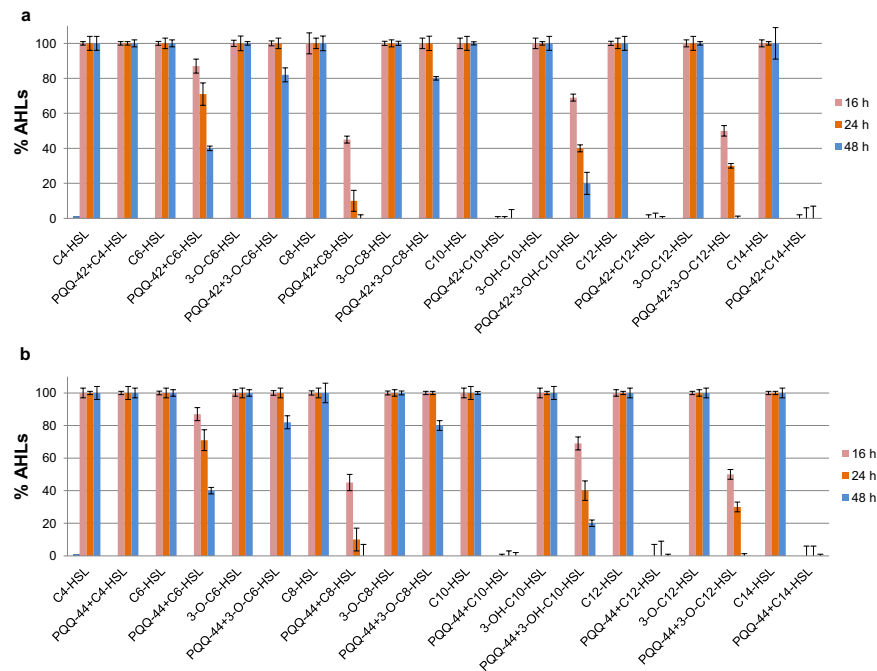 a
% AHLs
100
80
60
40
20
0
16 h
24 h
48 h
C4-HSL
PQQ-42+C4-HSL
C6-HSL
PQQ-42+C6-HSL
3-O-C6-HSL
PQQ-42+3-O-C6-HSL
C8-HSL
PQQ-42+C8-HSL
3-O-C8-HSL
PQQ-42+3-O-C8-HSL
C10-HSL
PQQ-42+C10-HSL
3-OH-C10-HSL
PQQ-42+3-OH-C10-HSL
C12-HSL
PQQ-42+C12-HSL
3-O-C12-HSL
PQQ-42+3-O-C12-HSL
C14-HSL
PQQ-42+C14-HSL
b
% AHLs
100
80
60
40
20
0
16 h
24 h
48 h
C4-HSL
PQQ-44+C4-HSL
C6-HSL
PQQ-44+C6-HSL
3-O-C6-HSL
PQQ-44+3-O-C6-HSL
C8-HSL
PQQ-44+C8-HSL
3-O-C8-HSL
PQQ-44+3-O-C8-HSL
C10-HSL
PQQ-44+C10-HSL
3-OH-C10-HSL
PQQ-44+3-OH-C10-HSL
C12-HSL
PQQ-44+C12-HSL
3-O-C12-HSL
PQQ-44+3-O-C12-HSL
C14-HSL
PQQ-44+C14-HSL